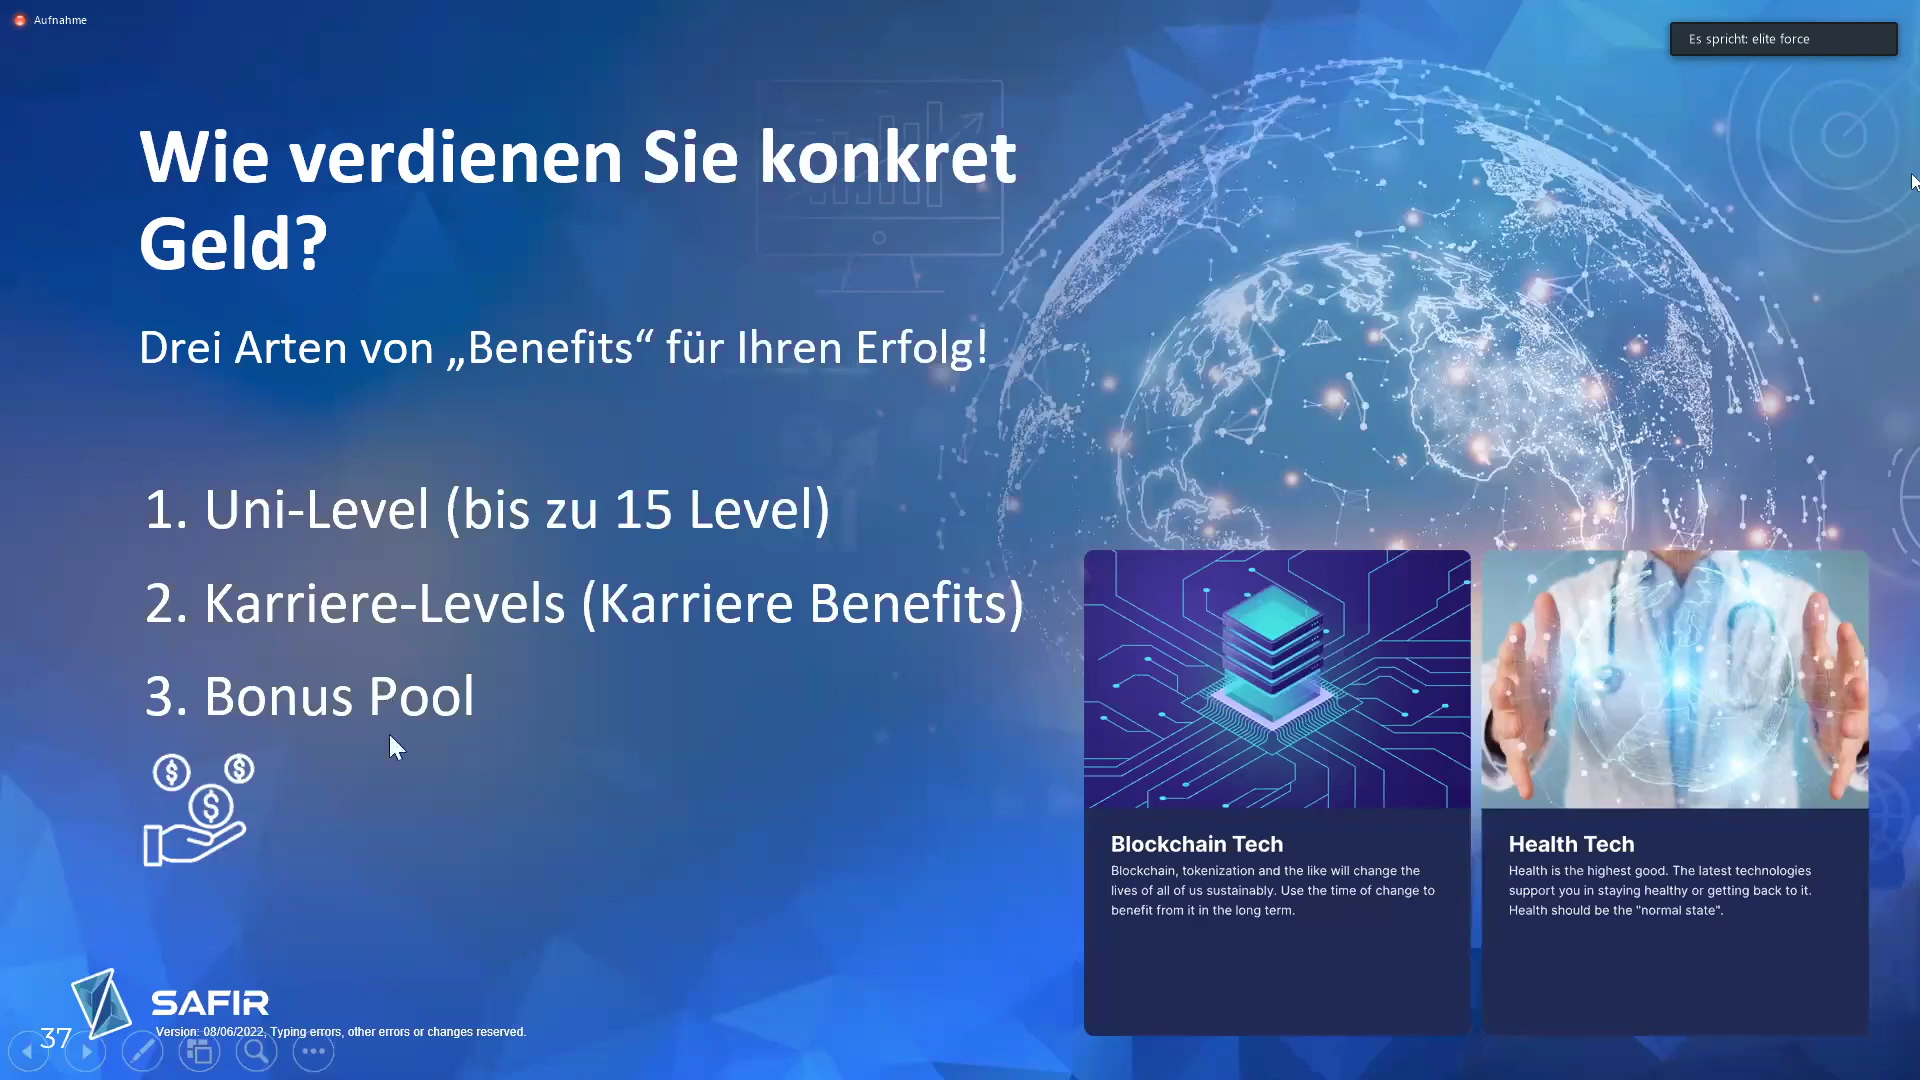 Aufnahme
Es spricht: elite force
Wie verdienen Sie konkret
Geld?
Drei Arten von „Benefits“ für Ihren Erfolg!
1. Uni-Level (bis zu 15 Level)
2. Karriere-Levels (Karriere Benefits)
3. Bonus Pool
Blockchain Tech
Blockchain, tokenization and the like will change the
lives of all of us sustainably. Use the time of change to
benefit from it in the long term.
Health Tech
Health is the highest good. The latest technologies
support you in staying healthy or getting back to it.
Health should be the "normal state".
SAFIR
Version: 08/06/2022, Typing errors, other errors or changes reserved.
37